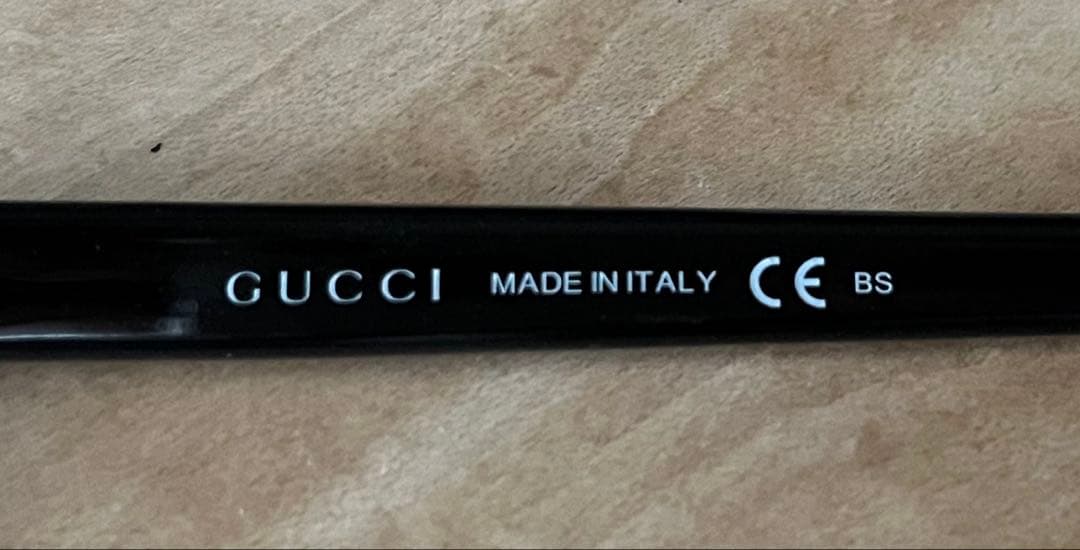 GUCCI MADE IN ITALY CE BS